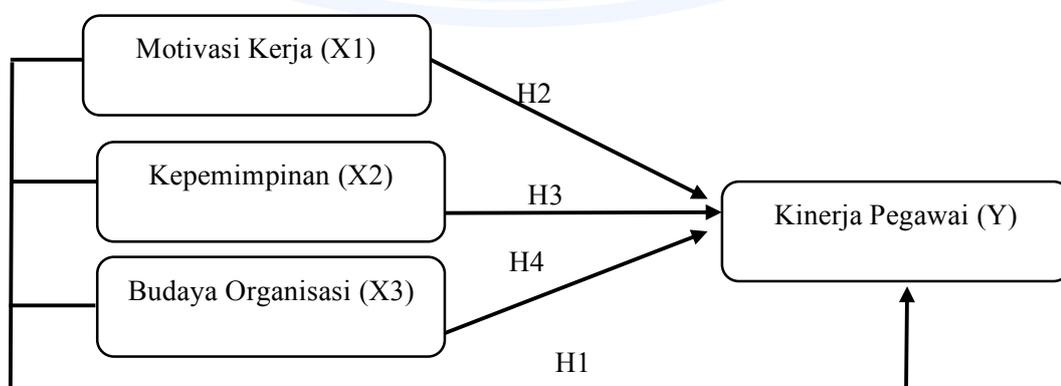 Motivasi Kerja (X1)
H2
Kepemimpinan (X2)
H3
Kinerja Pegawai (Y)
H4
Budaya Organisasi (X3)
H1